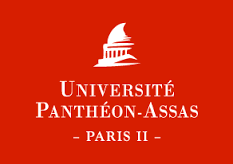 UNIVERSITÉ
PANTHÉON-ASSAS
– PARIS II –